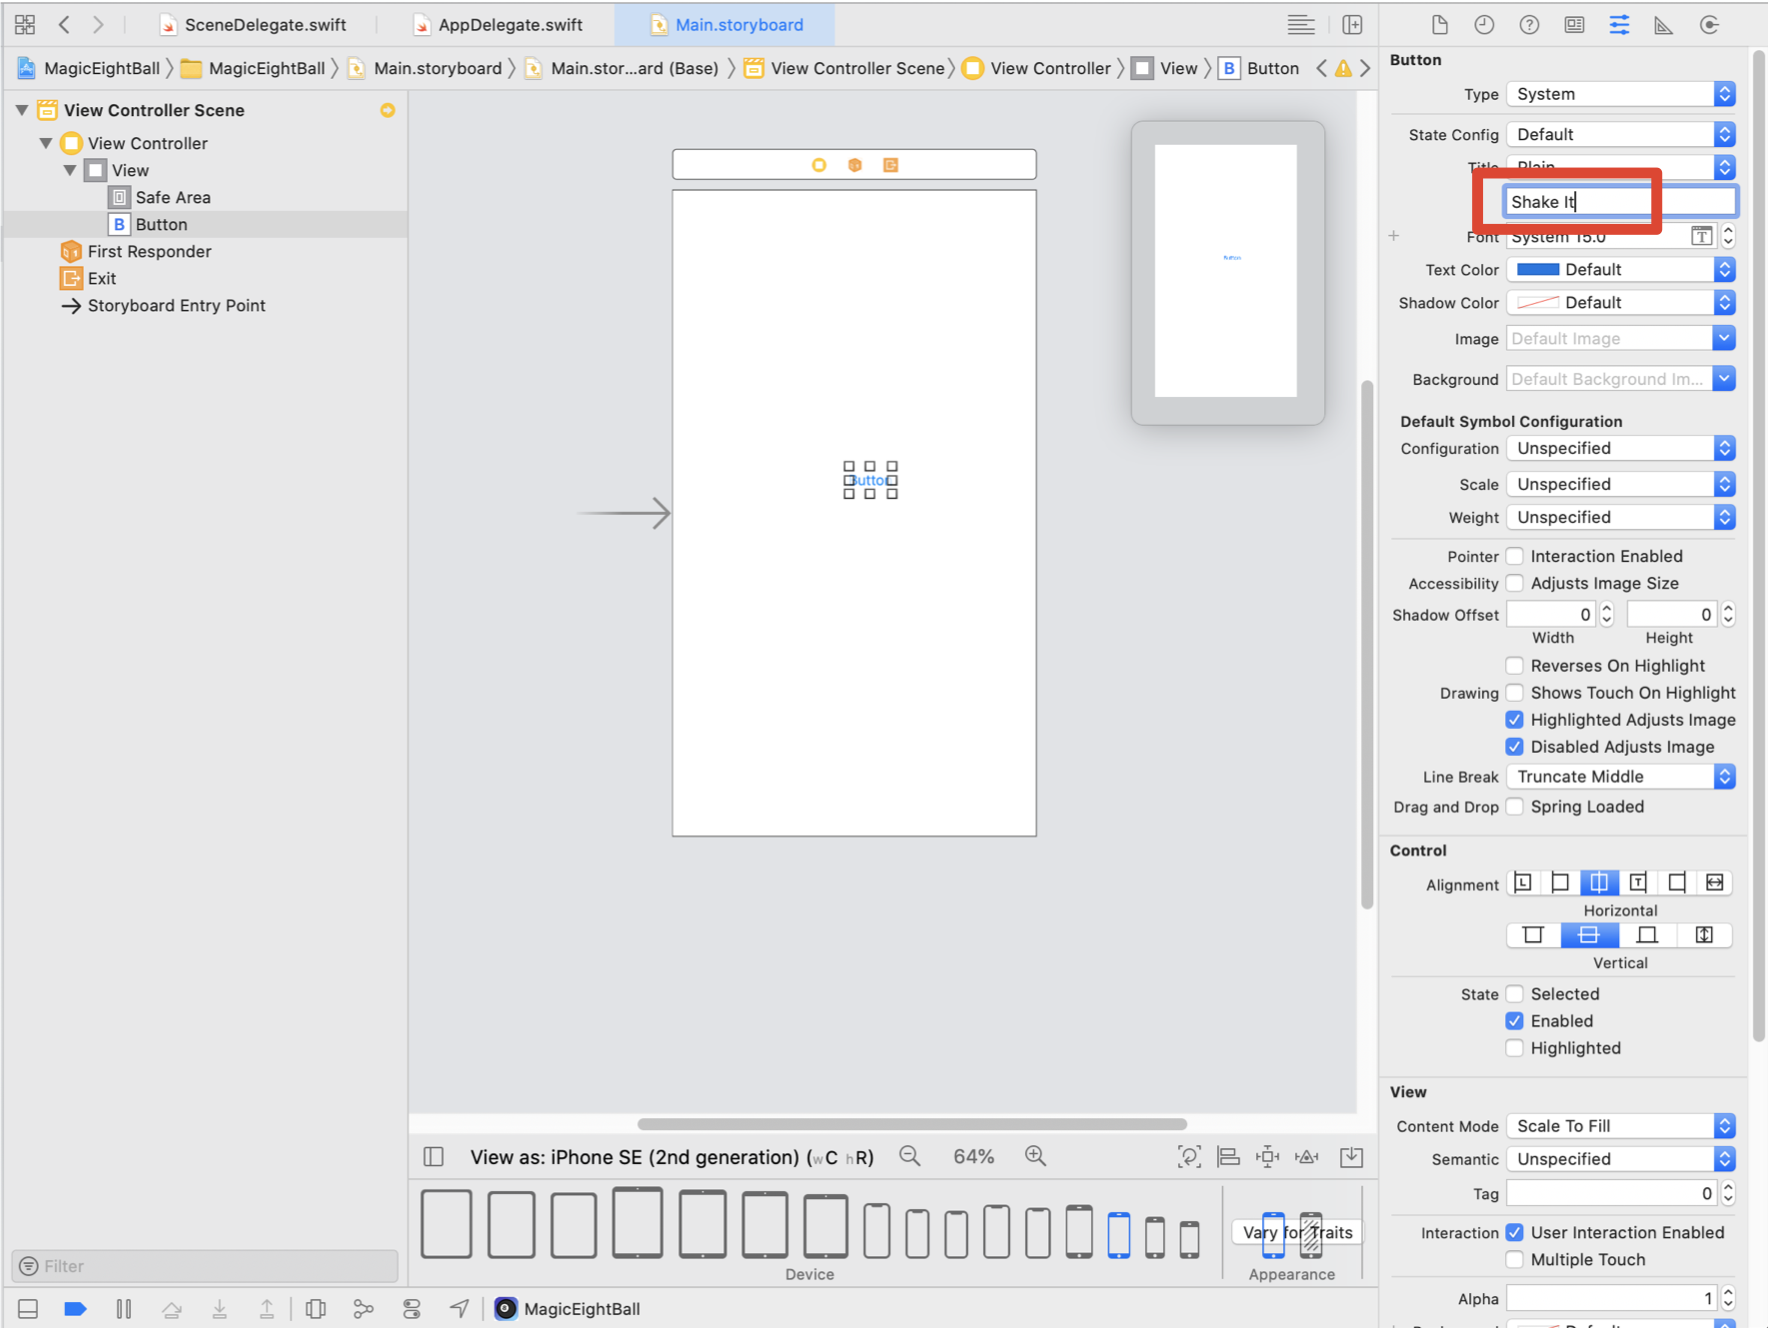 SceneDelegate.swift
AppDelegate.swift
Main.storyboard
MagicEightBall
MagicEightBall
Main.storyboard
Main.stor...ard (Base)
View Controller Scene
View Controller
View
B Button
View Controller Scene
View Controller
View
Safe Area
B Button
First Responder
Exit
Storyboard Entry Point
Filter
Button
Button
View as: iPhone SE (2nd generation) (wC hR)
64%
Vary for Traits
Device
Appearance
MagicEightBall
Button
Type System
State Config Default
Title Plain
Shake It
Font System 15.0
Text Color Default
Shadow Color Default
Image Default Image
Background Default Background Im...
Default Symbol Configuration
Configuration Unspecified
Scale Unspecified
Weight Unspecified
Pointer Interaction Enabled
Accessibility Adjusts Image Size
Shadow Offset 0 0
Width Height
Reverses On Highlight
Drawing Shows Touch On Highlight
Highlighted Adjusts Image
Disabled Adjusts Image
Line Break Truncate Middle
Drag and Drop Spring Loaded
Control
Alignment
Horizontal
Vertical
State Selected
Enabled
Highlighted
View
Content Mode Scale To Fill
Semantic Unspecified
Tag 0
Interaction User Interaction Enabled
Multiple Touch
Alpha 1